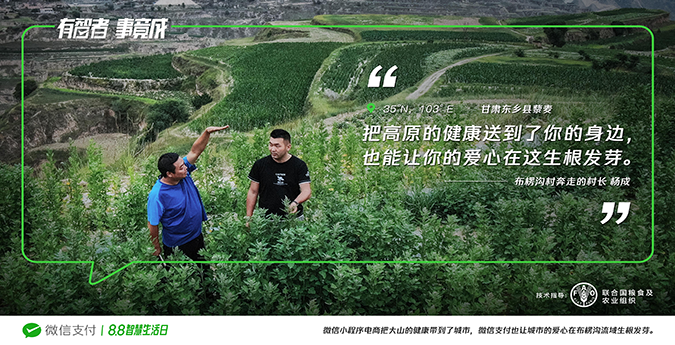 有智者 事竟成
“
35°N，103°E 甘肃东乡县藜麦
把高原的健康送到了你的身边，
也能让你的爱心在这生根发芽。
布楞沟村奔走的村长 杨成
”
技术指导:
FAO
联合国粮食及
农业组织
微信支付 | 8.8智慧生活日
微信小程序电商把大山的健康带到了城市，微信支付也让城市的爱心在布楞沟流域生根发芽。